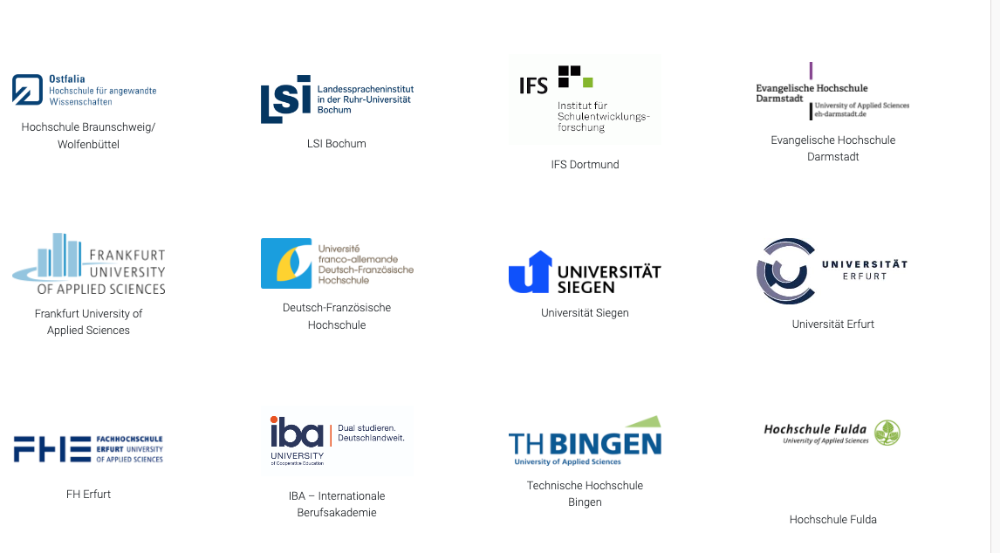 Ostfalia
Hochschule für angewandte
Wissenschaften
Hochschule Braunschweig/
Wolfenbüttel
LSI
Landesspracheninstitut
in der Ruhr-Universität
Bochum
LSI Bochum
IFS
Institut für
Schulentwicklungs-
forschung
IFS Dortmund
Evangelische Hochschule
Darmstadt
University of Applied Sciences
eh-darmstadt.de
Evangelische Hochschule
Darmstadt
FRANKFURT
UNIVERSITY
OF APPLIED SCIENCES
Frankfurt University of
Applied Sciences
Université
franco-allemande
Deutsch-Französische
Hochschule
Deutsch-Französische
Hochschule
UNIVERSITÄT
SIEGEN
Universität Siegen
UNIVERSITÄT
ERFURT
Universität Erfurt
FHE
FACHHOCHSCHULE
ERFURT UNIVERSITY
OF APPLIED SCIENCES
FH Erfurt
iba
UNIVERSITY
of Cooperative Education
Dual studieren.
Deutschlandweit.
IBA – Internationale
Berufsakademie
TH BINGEN
University of Applied Sciences
Technische Hochschule
Bingen
Hochschule Fulda
University of Applied Sciences
Hochschule Fulda